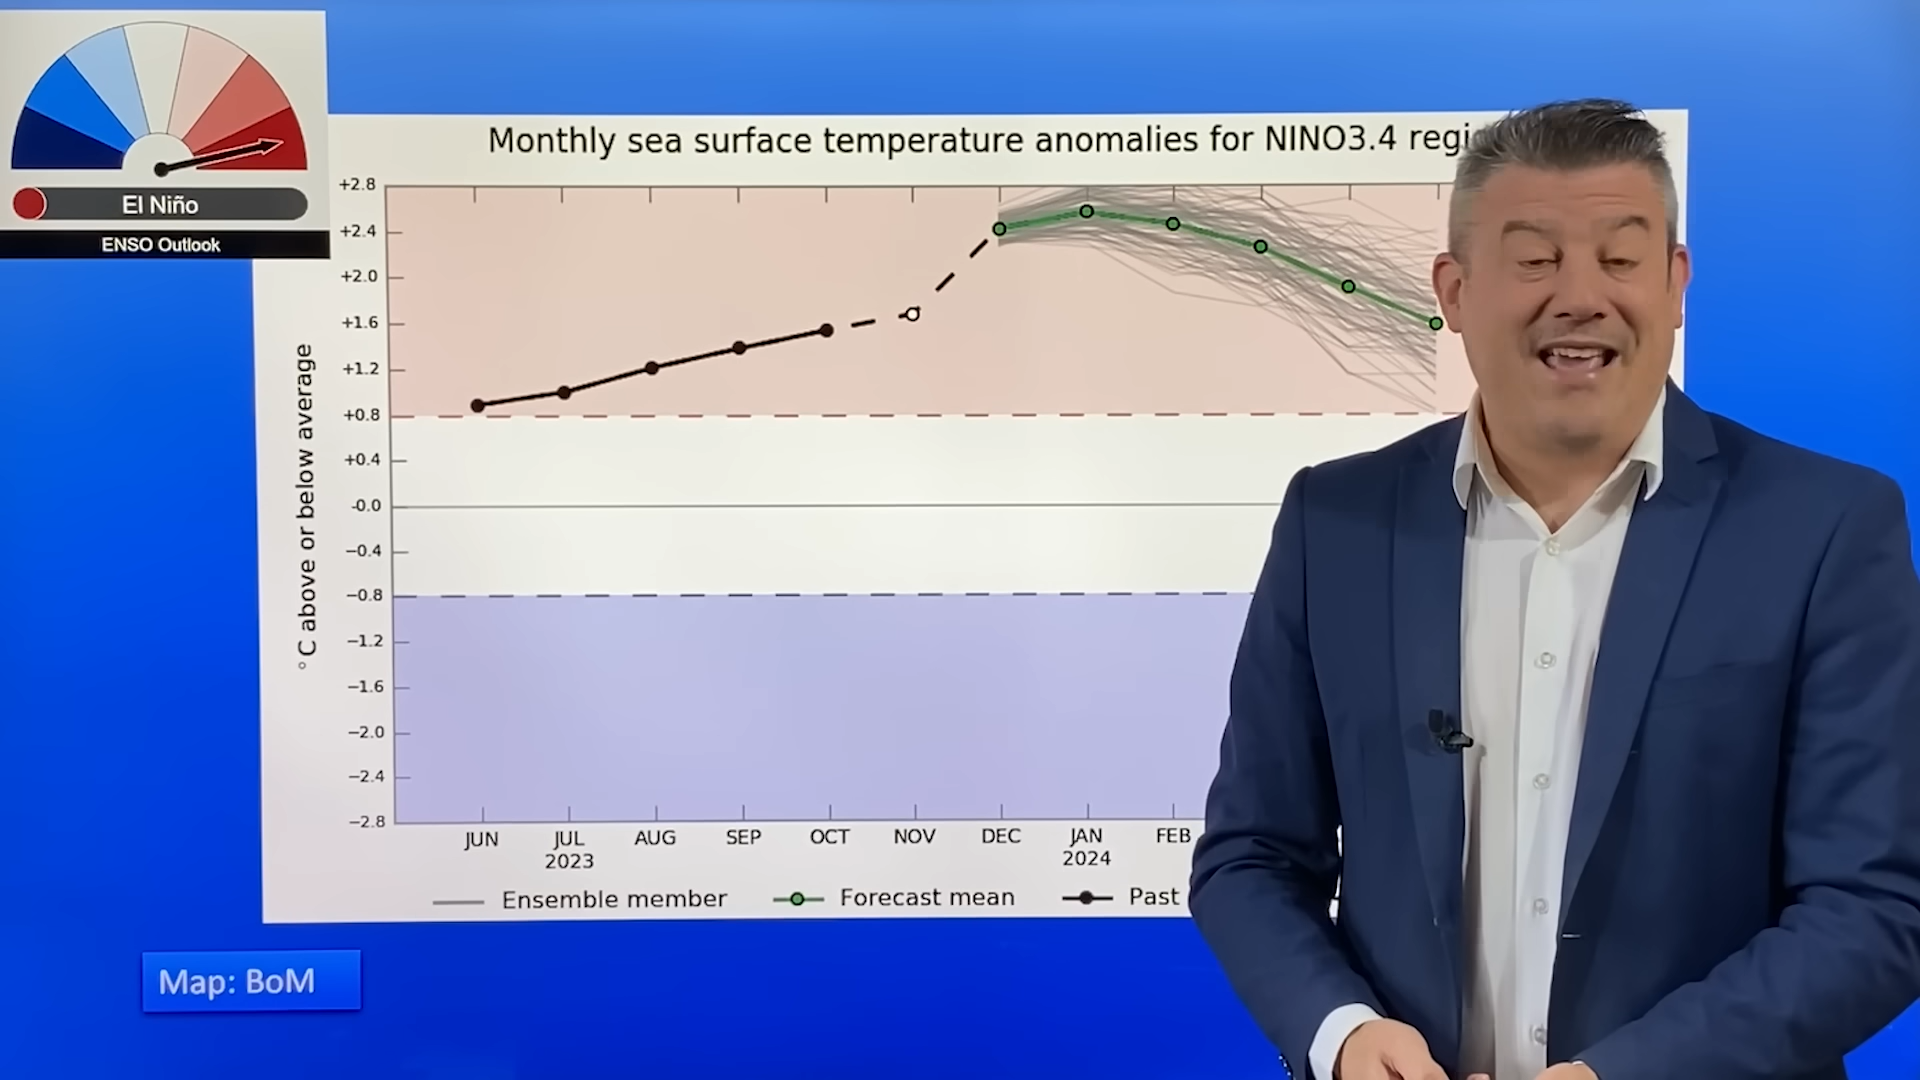 El Niño
ENSO Outlook
Monthly sea surface temperature anomalies for NINO3.4
+2.8
+2.4
+2.0
+1.6
+1.2
+0.8
+0.4
-0.0
−0.4
−0.8
−1.2
−1.6
−2.0
−2.4
−2.8
°C above or below average
JUN JUL AUG SEP OCT NOV DEC JAN FEB
2023 2024
Ensemble member Forecast mean Past
Map: BoM